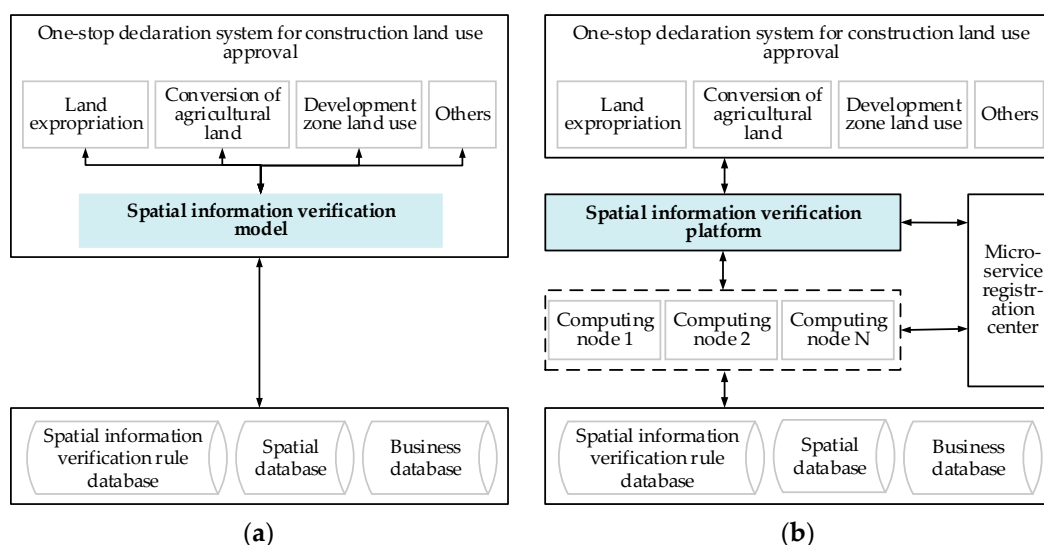 One-stop declaration system for construction land use
approval
Land
expropriation
Conversion of
agricultural
land
Development
zone land use
Others
Spatial information verification
model
Spatial information
verification rule
database
Spatial
database
Business
database
(a)
One-stop declaration system for construction land use
approval
Land
expropriation
Conversion of
agricultural
land
Development
zone land use
Others
Spatial information verification
platform
Micro-
service
registr-
ation
center
Computing
node 1
Computing
node 2
Computing
node N
Spatial information
verification rule
database
Spatial
database
Business
database
(b)